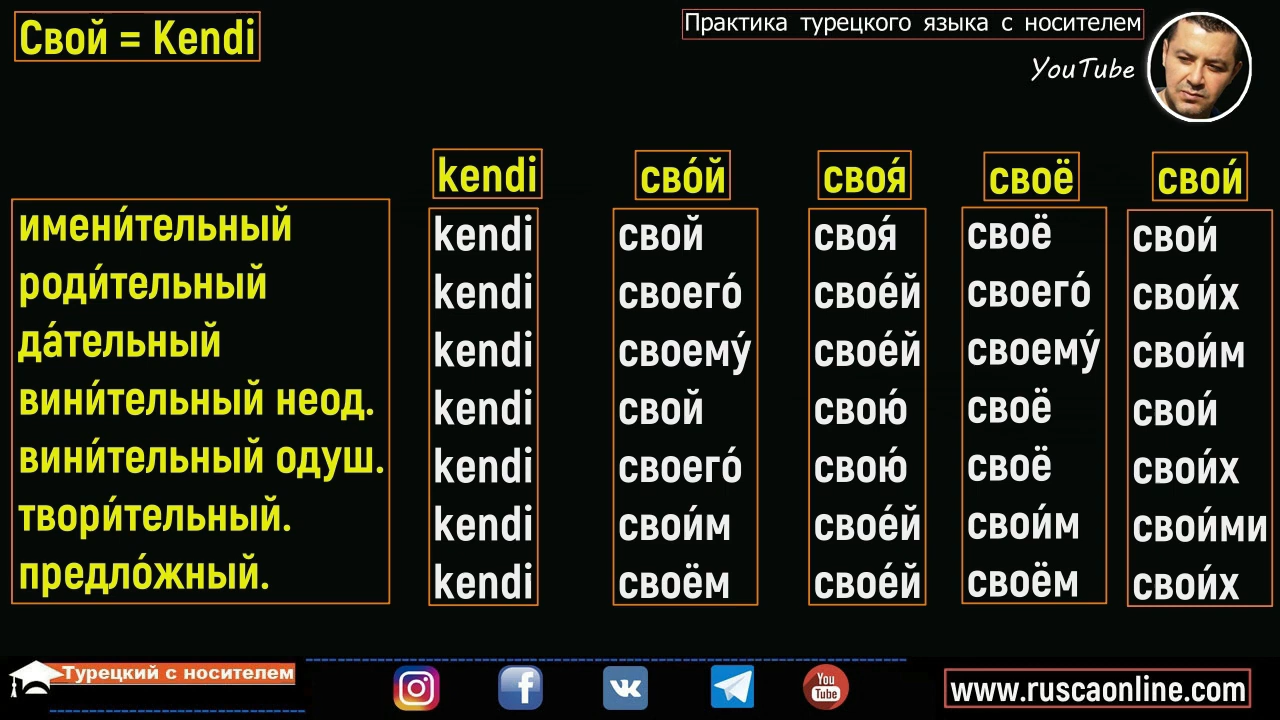 Свой = Kendi
Практика турецкого языка с носителем
YouTube
kendi сво́й своя́ своё свои́
имени́тельный kendi свой своя́ своё свои́
роди́тельный kendi своего́ свое́й своего́ свои́х
да́тельный kendi своему́ свое́й своему́ свои́м
вини́тельный неод. kendi свой свою́ своё свои́
вини́тельный одуш. kendi своего́ свою́ своё свои́х
твори́тельный. kendi свои́м свое́й свои́м свои́ми
предло́жный. kendi своём свое́й своём свои́х
Турецкий с носителем
You Tube
www.ruscaonline.com